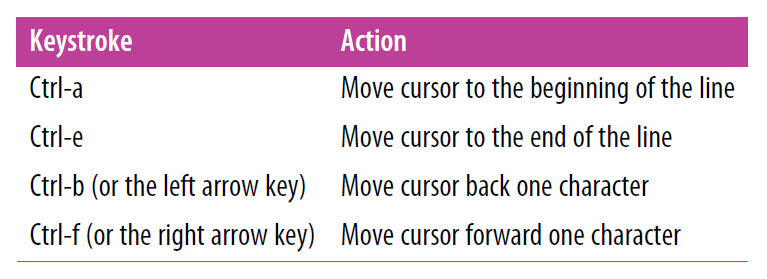 Keystroke Action
Ctrl-a Move cursor to the beginning of the line
Ctrl-e Move cursor to the end of the line
Ctrl-b (or the left arrow key) Move cursor back one character
Ctrl-f (or the right arrow key) Move cursor forward one character